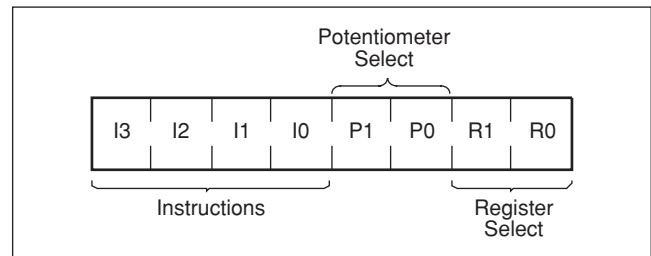 Potentiometer
Select
I3 I2 I1 I0 P1 P0 R1 R0
Instructions
Register
Select